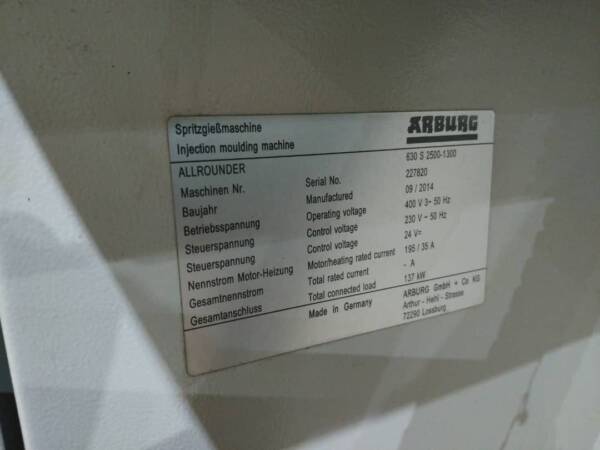 Spritzgießmaschine ARBURG
Injection moulding machine
ALLROUNDER 630 S 2500-1300
Maschinen Nr. Serial No. 227820
Baujahr Manufactured 09 / 2014
Betriebsspannung Operating voltage 400 V 3~ 50 Hz
Steuerspannung Control voltage 230 V ~ 50 Hz
Steuerspannung Control voltage 24 V=
Nennstrom Motor-Heizung Motor/heating rated current 195 / 35 A
Gesamtnennstrom Total rated current - A
Gesamtanschluss Total connected load 137 kW
Made in Germany ARBURG GmbH + Co KG
Arthur - Hehl - Strasse
72290 Lossburg